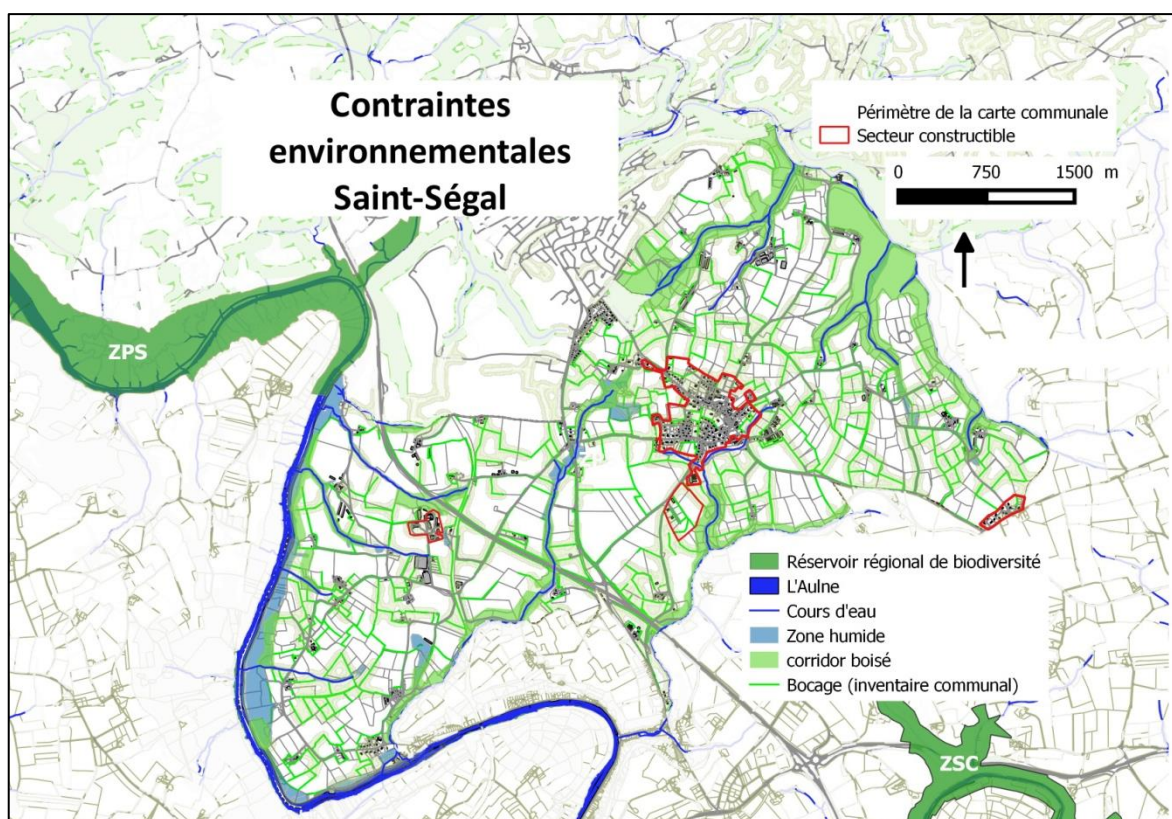 Contraintes
environnementales
Saint-Ségal
Périmètre de la carte communale
Secteur constructible
0 750 1500 m
ZPS
Réservoir régional de biodiversité
L'Aulne
Cours d'eau
Zone humide
corridor boisé
Bocage (inventaire communal)
ZSC